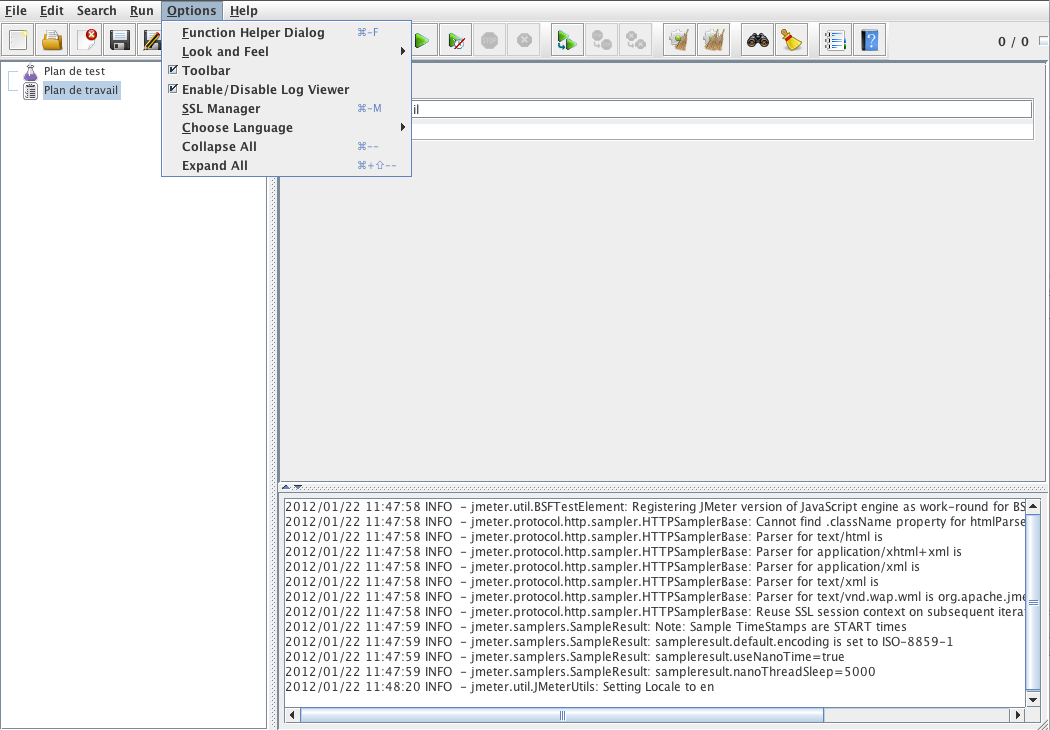 File Edit Search Run Options Help
Function Helper Dialog ⌘-F
Look and Feel
Toolbar
Enable/Disable Log Viewer
SSL Manager ⌘-M
Choose Language
Collapse All ⌘--
Expand All ⌘+⇧--
0 / 0
Plan de test
Plan de travail
il
2012/01/22 11:47:58 INFO - jmeter.util.BSFTestElement: Registering JMeter version of JavaScript engine as work-round for BS
2012/01/22 11:47:58 INFO - jmeter.protocol.http.sampler.HTTPSamplerBase: Cannot find .className property for htmlParse
2012/01/22 11:47:58 INFO - jmeter.protocol.http.sampler.HTTPSamplerBase: Parser for text/html is
2012/01/22 11:47:58 INFO - jmeter.protocol.http.sampler.HTTPSamplerBase: Parser for application/xhtml+xml is
2012/01/22 11:47:58 INFO - jmeter.protocol.http.sampler.HTTPSamplerBase: Parser for application/xml is
2012/01/22 11:47:58 INFO - jmeter.protocol.http.sampler.HTTPSamplerBase: Parser for text/xml is
2012/01/22 11:47:58 INFO - jmeter.protocol.http.sampler.HTTPSamplerBase: Parser for text/vnd.wap.wml is org.apache.jme
2012/01/22 11:47:58 INFO - jmeter.protocol.http.sampler.HTTPSamplerBase: Reuse SSL session context on subsequent itera
2012/01/22 11:47:59 INFO - jmeter.samplers.SampleResult: Note: Sample TimeStamps are START times
2012/01/22 11:47:59 INFO - jmeter.samplers.SampleResult: sampleresult.default.encoding is set to ISO-8859-1
2012/01/22 11:47:59 INFO - jmeter.samplers.SampleResult: sampleresult.useNanoTime=true
2012/01/22 11:47:59 INFO - jmeter.samplers.SampleResult: sampleresult.nanoThreadSleep=5000
2012/01/22 11:48:20 INFO - jmeter.util.JMeterUtils: Setting Locale to en